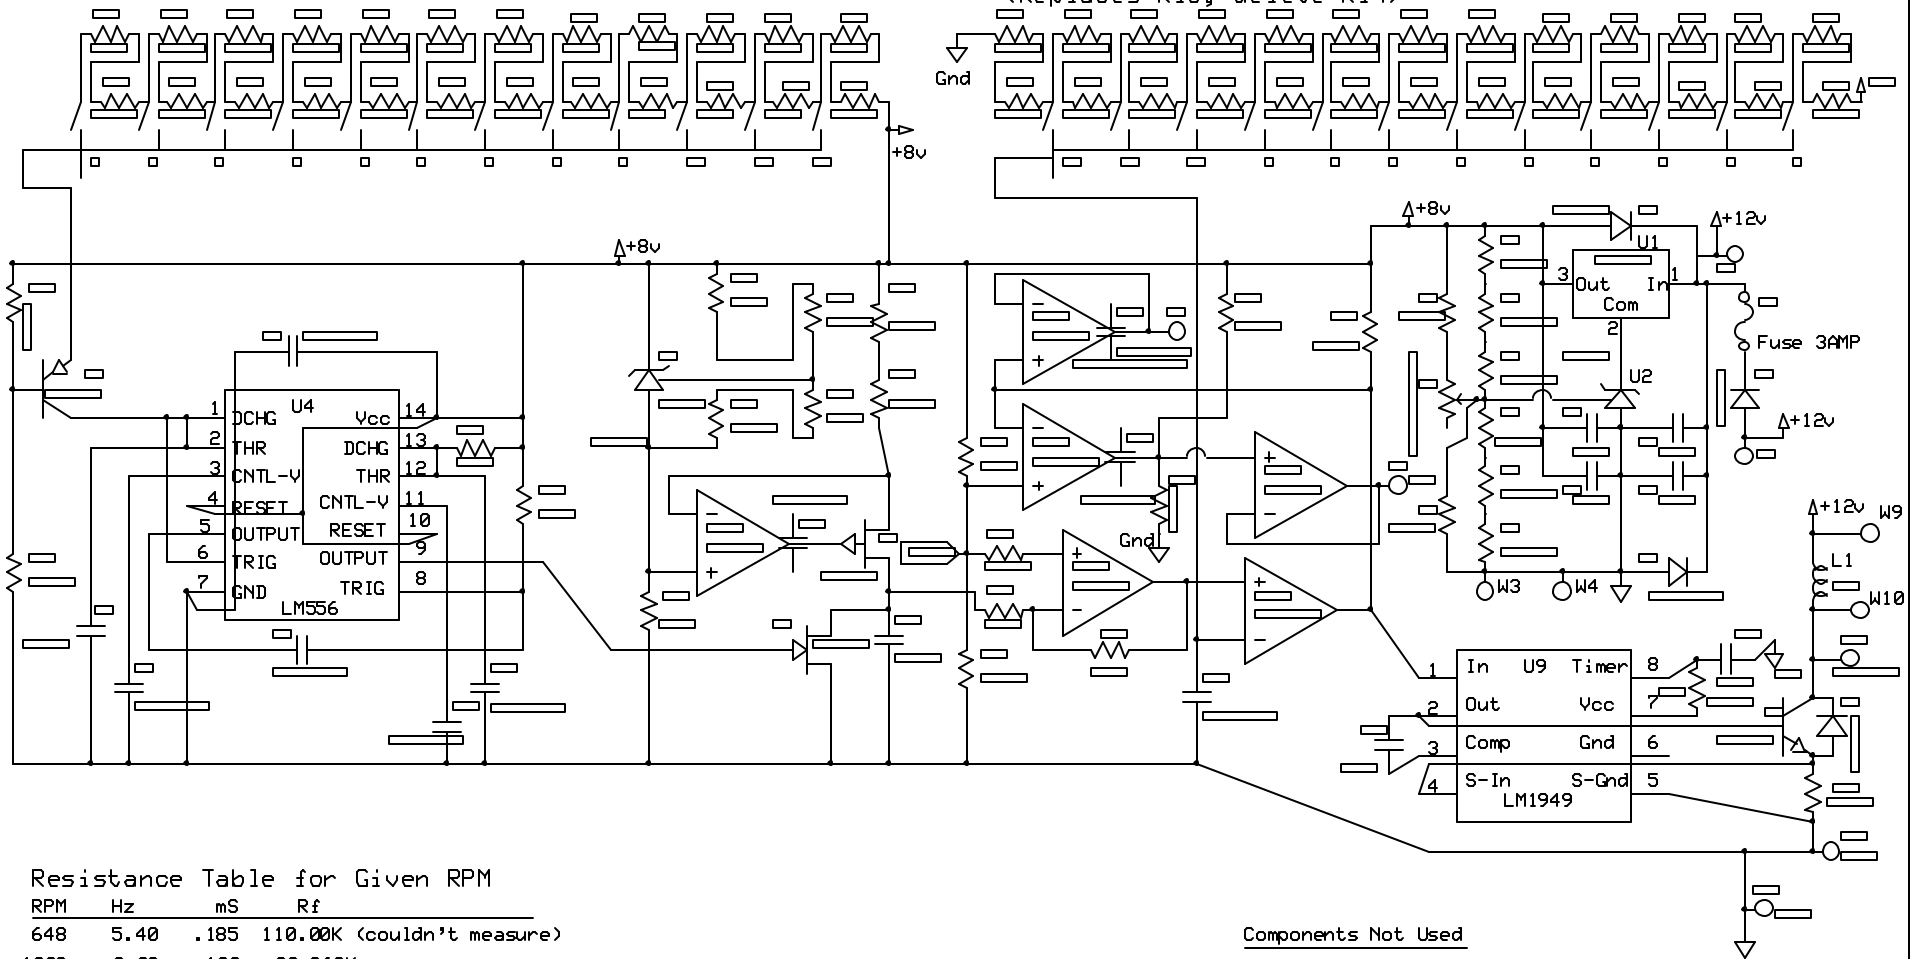 Gnd
+8v
+8v
+8v
+12v
U1
3
Out
In
1
Com
2
Fuse 3AMP
U2
+12v
U4
1
DCHG
Vcc
14
2
THR
DCHG
13
3
CNTL-V
THR
12
4
RESET
CNTL-V
11
5
OUTPUT
RESET
10
6
TRIG
OUTPUT
9
7
GND
TRIG
8
LM556
Gnd
W3
W4
+12v
W9
L1
W10
1
In
U9
Timer
8
2
Out
Vcc
7
3
Comp
Gnd
6
4
S-In
S-Gnd
5
LM1949
Resistance Table for Given RPM
RPM Hz mS Rf
648 5.40 .185 110.00K (couldn't measure)
Components Not Used